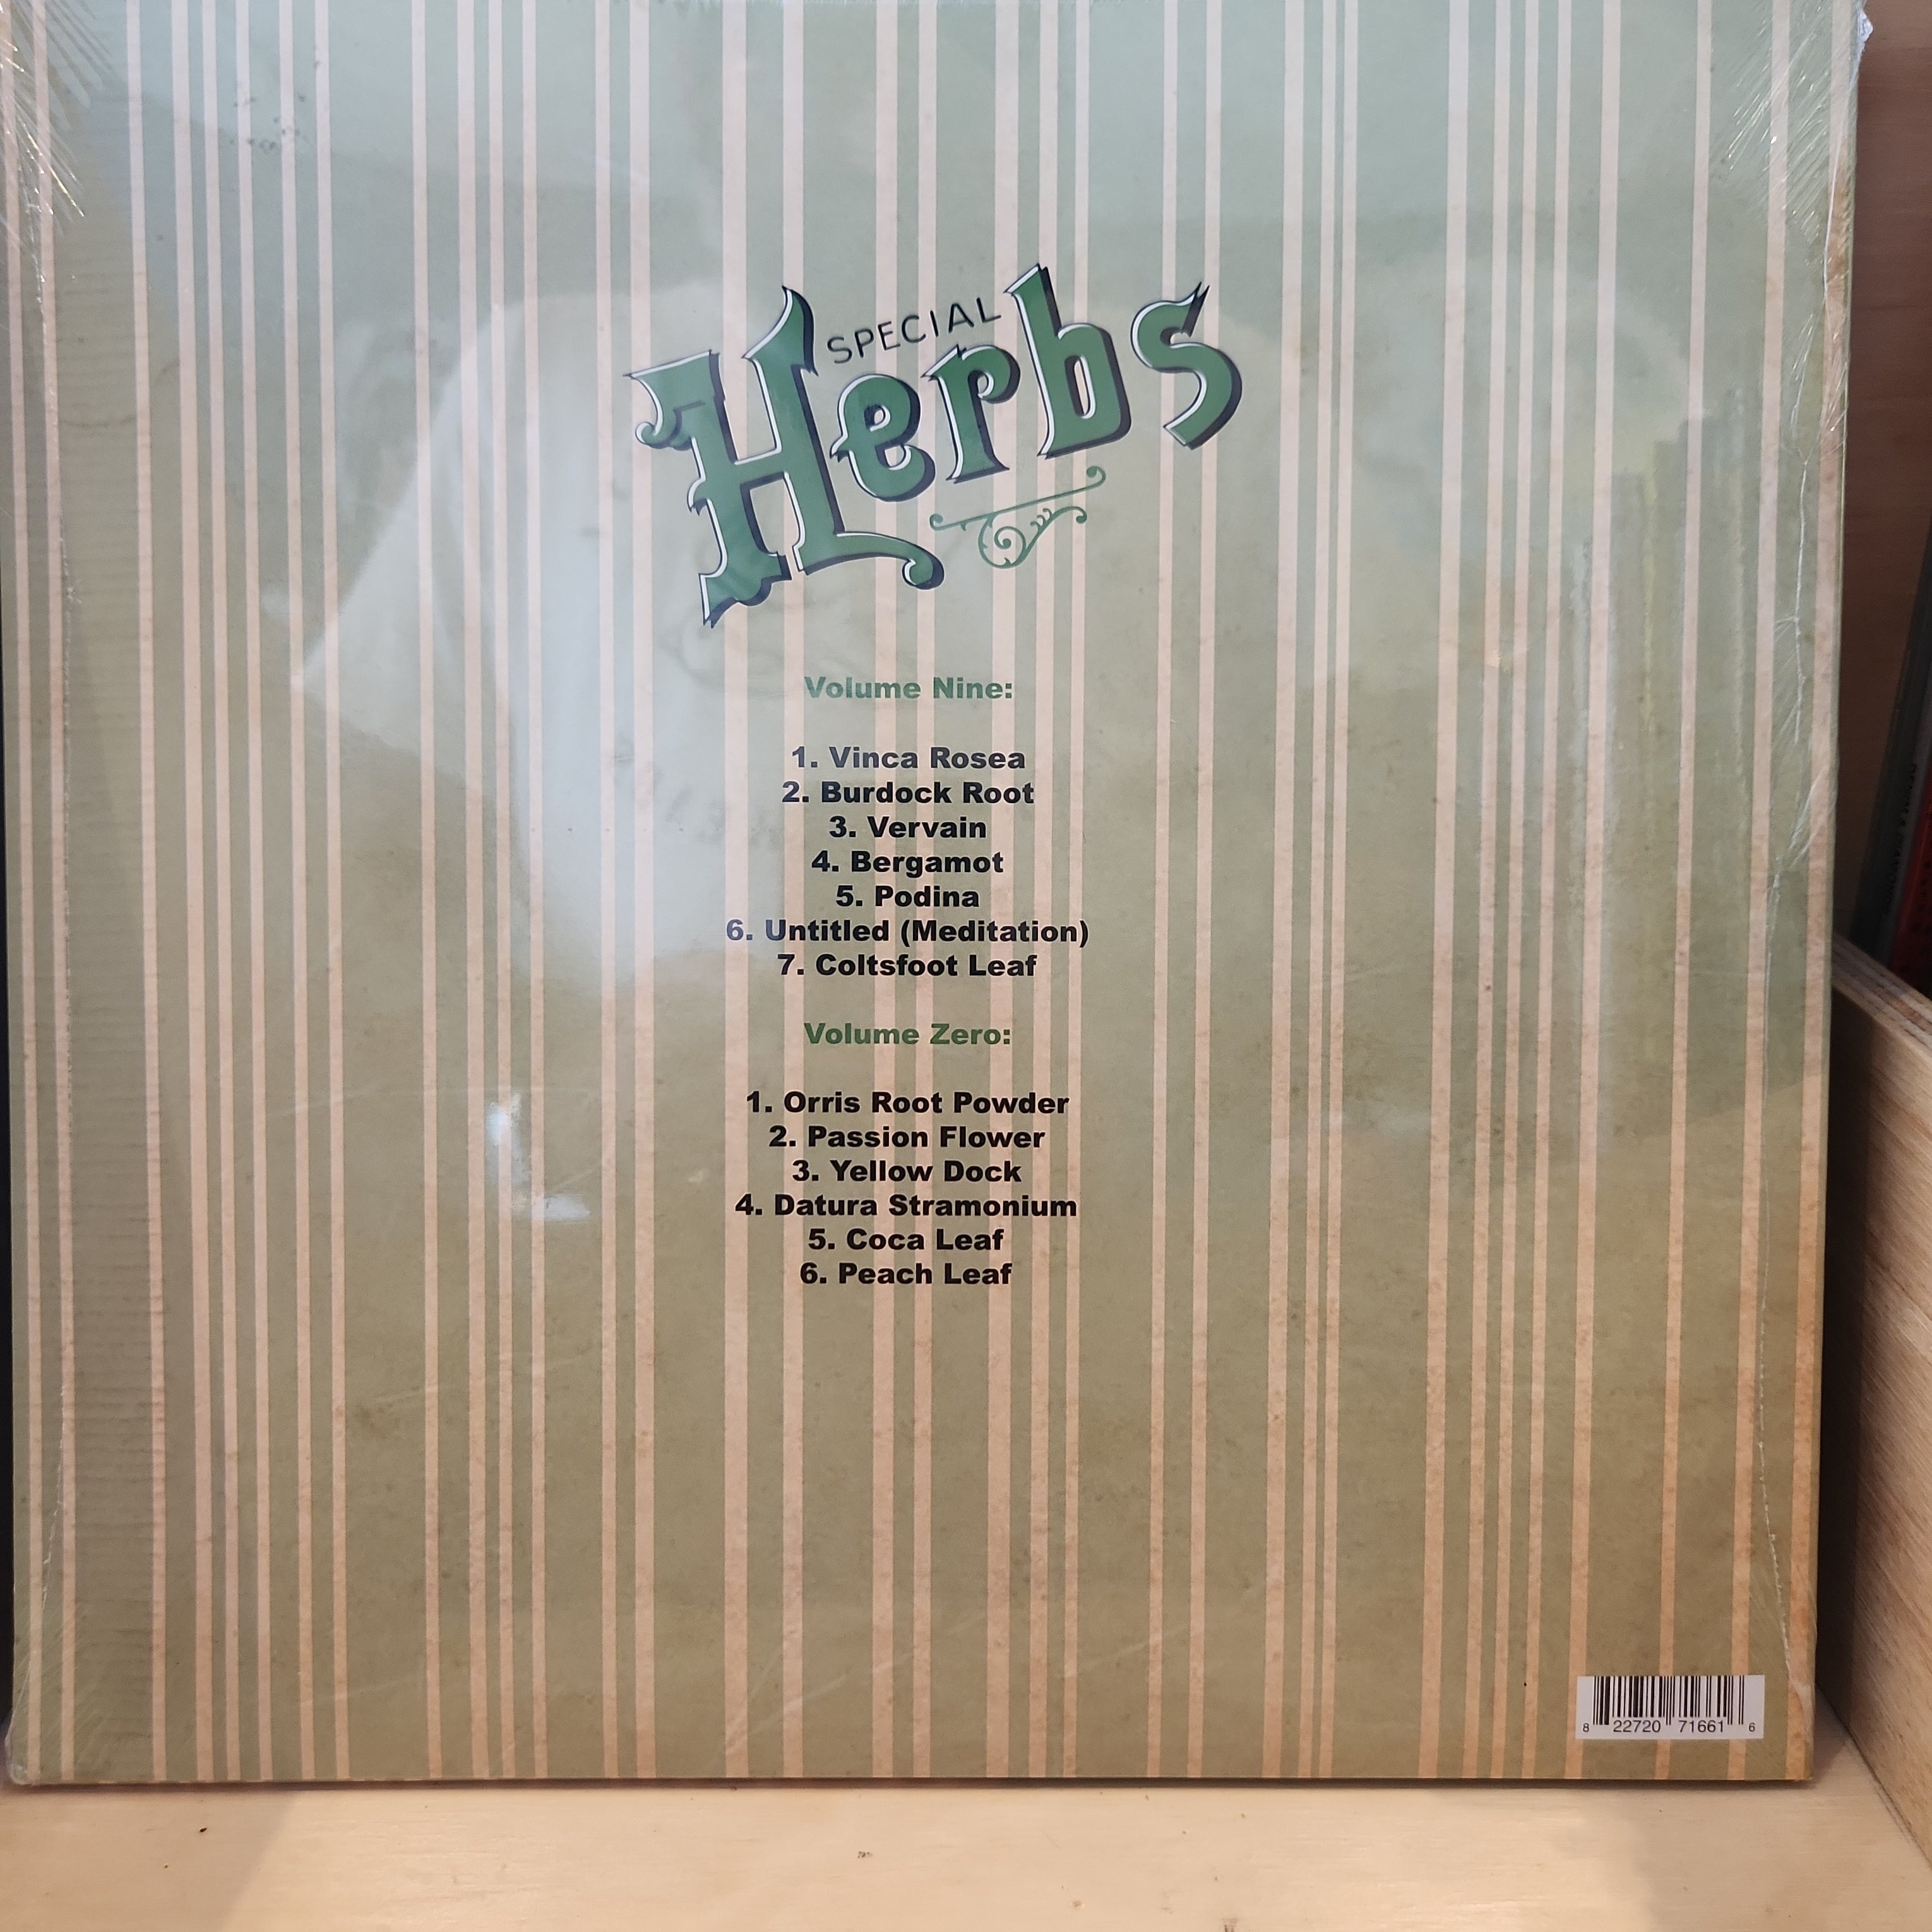 SPECIAL
Herbs
Volume Nine:
1. Vinca Rosea
2. Burdock Root
3. Vervain
4. Bergamot
5. Podina
6. Untitled (Meditation)
7. Coltsfoot Leaf
Volume Zero:
1. Orris Root Powder
2. Passion Flower
3. Yellow Dock
4. Datura Stramonium
5. Coca Leaf
6. Peach Leaf
8 22720 71661 6